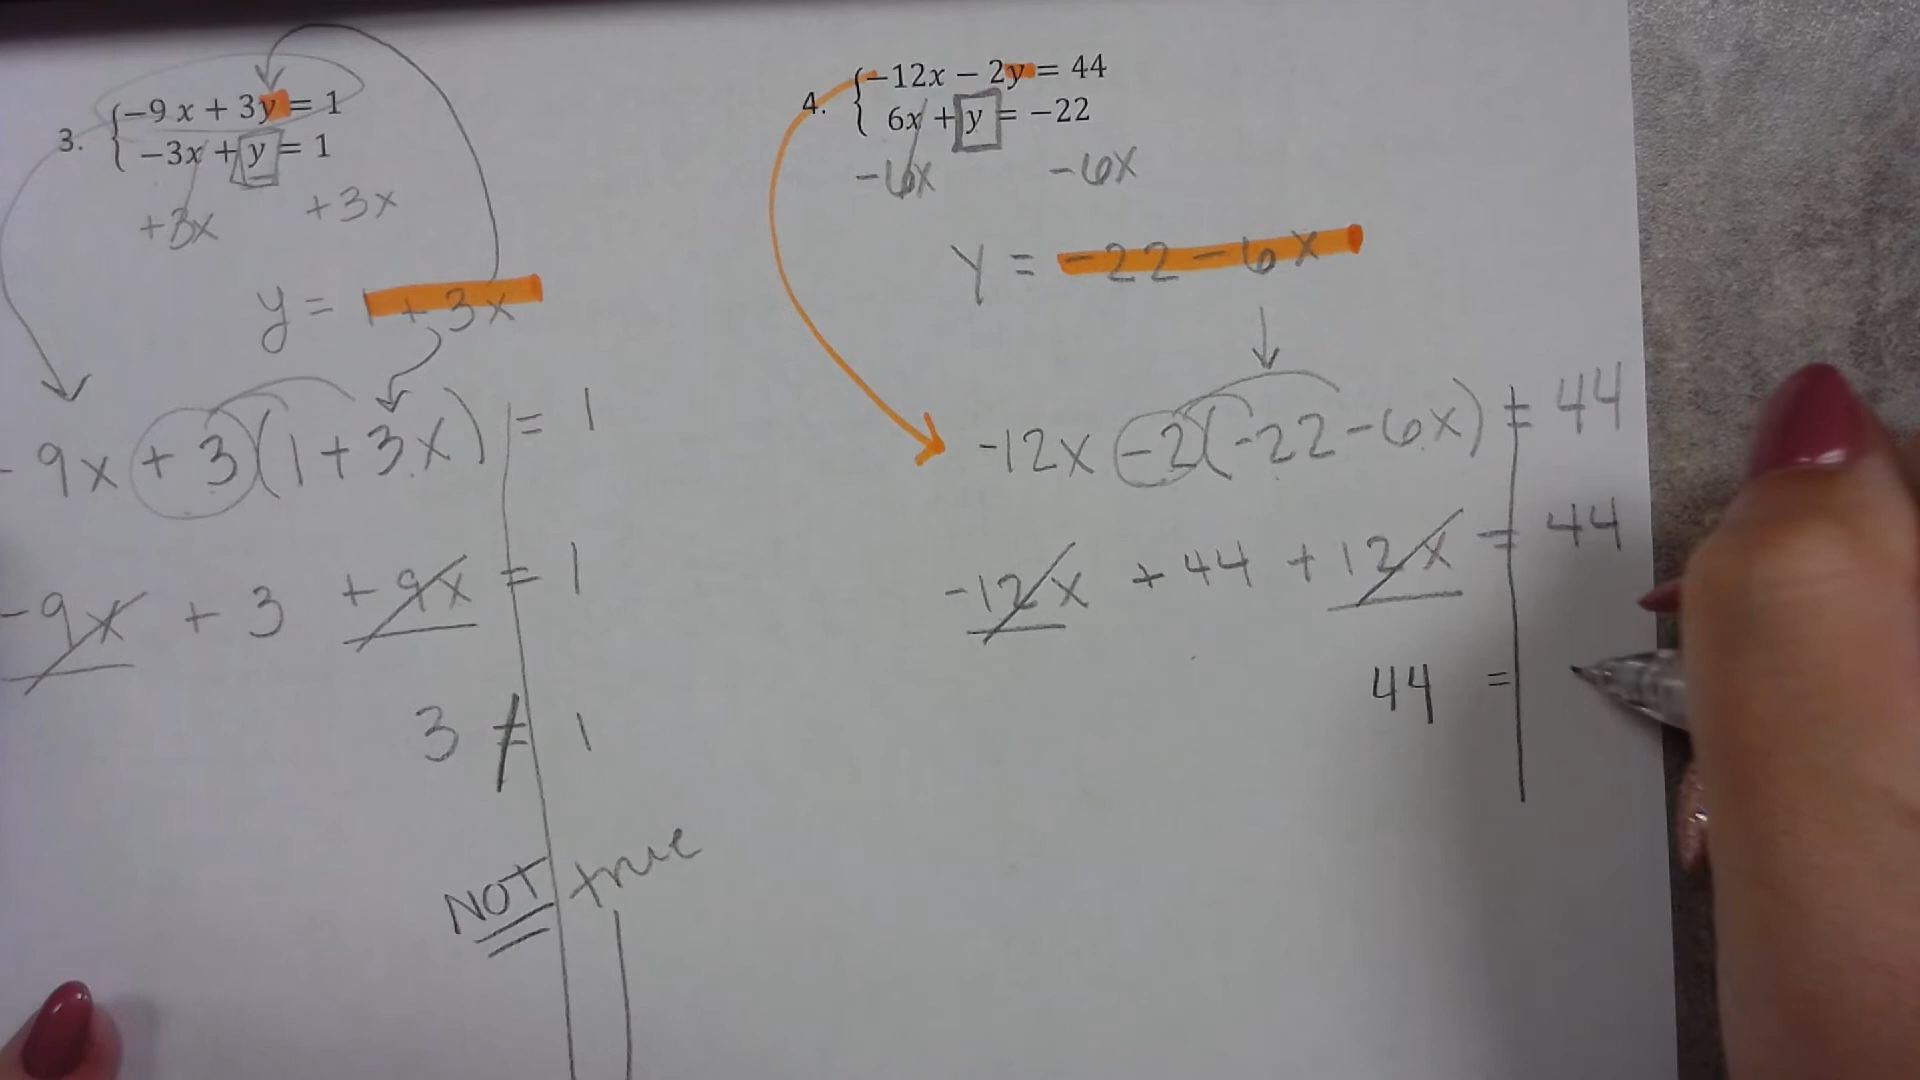 3. { −9 x + 3y = 1
−3x + y = 1
+3x +3x
y = 1 + 3x
-9x + 3(1 + 3x) = 1
-9x + 3 + 9x = 1
3 ≠ 1
NOT true
4. { −12x − 2y = 44
6x + y = −22
-6x -6x
y = -22 - 6x
-12x -2(-22 - 6x) = 44
-12x + 44 + 12x = 44
44 =